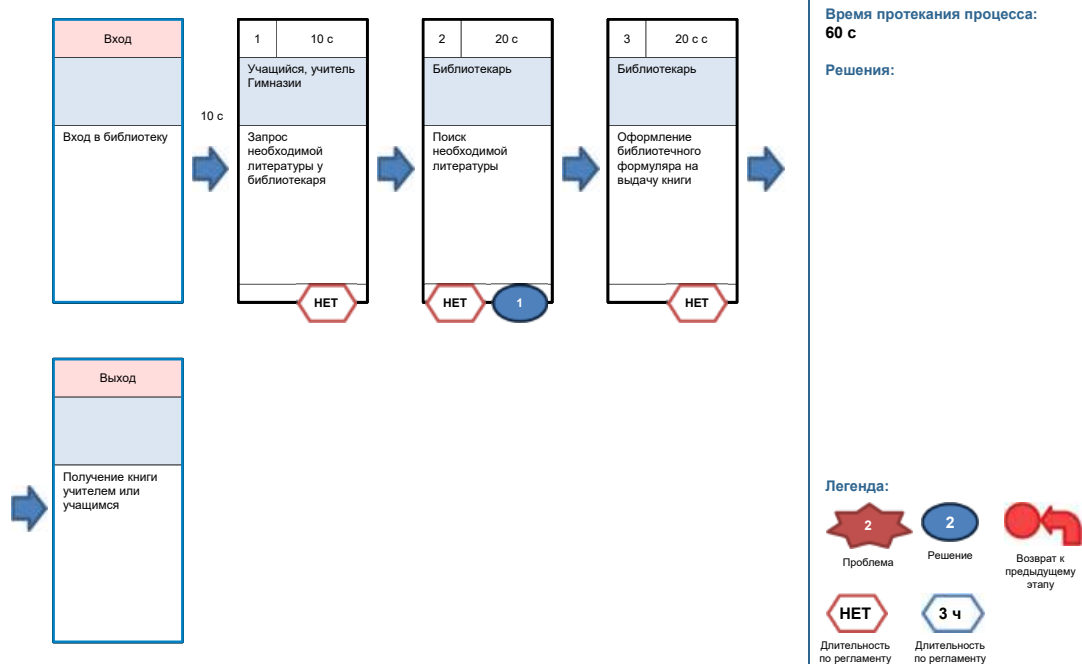 Вход
Вход в библиотеку
10 с
1
10 с
Учащийся, учитель
Гимназии
Запрос
необходимой
литературы у
библиотекаря
НЕТ
2
20 с
Библиотекарь
Поиск
необходимой
литературы
НЕТ
1
3
20 с с
Библиотекарь
Оформление
библиотечного
формуляра на
выдачу книги
НЕТ
Выход
Получение книги
учителем или
учащимся
Время протекания процесса:
60 с
Решения:
Легенда:
2
Проблема
2
Решение
Возврат к
предыдущему
этапу
НЕТ
Длительность
по регламенту
3 ч
Длительность
по регламенту